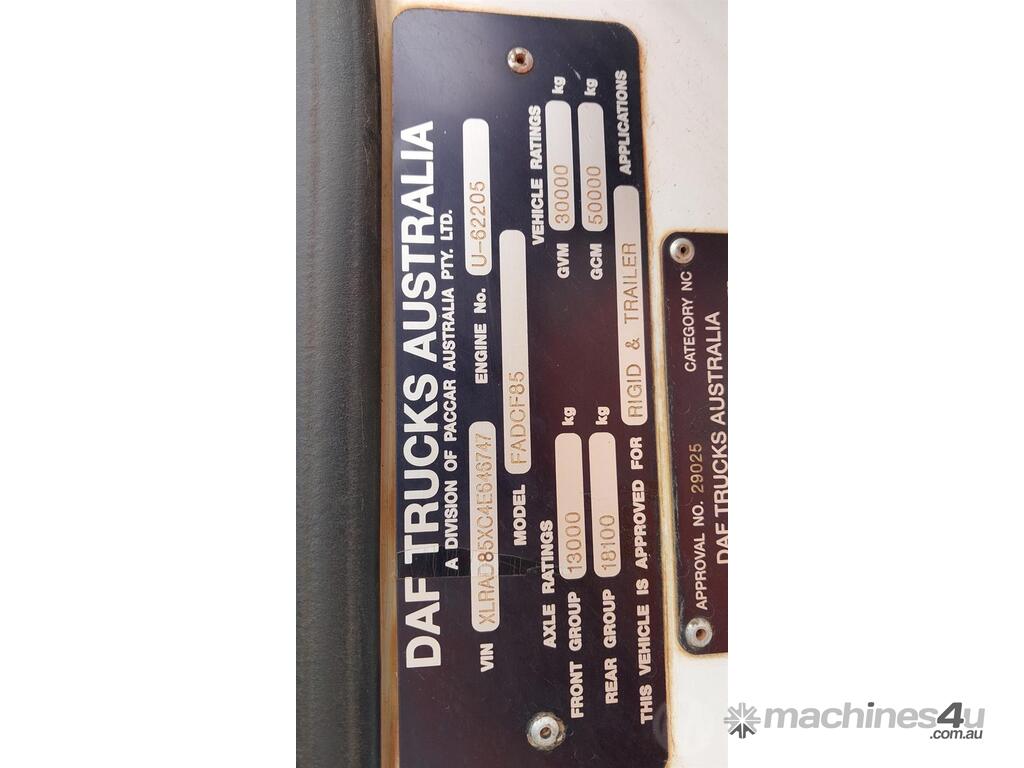 DAF TRUCKS AUSTRALIA
A DIVISION OF PACCAR AUSTRALIA PTY. LTD.
VIN XLRAD85XC4E646747 ENGINE No. U-62205
MODEL FADCF85
AXLE RATINGS VEHICLE RATINGS
FRONT GROUP 13000 kg GVM 30000 kg
REAR GROUP 18100 kg GCM 50000 kg
THIS VEHICLE IS APPROVED FOR RIGID & TRAILER APPLICATIONS
APPROVAL NO. 29025 CATEGORY NC
DAF TRUCKS AUSTRALIA
machines4u
.com.au